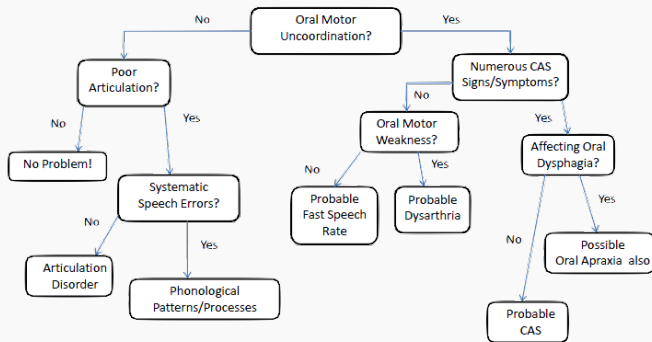 Oral Motor
Uncoordination?
No
Yes
Poor
Articulation?
Numerous CAS
Signs/Symptoms?
No
Yes
No
Yes
Oral Motor
Weakness?
Affecting Oral
Dysphagia?
No Problem!
No
Yes
Systematic
Speech Errors?
Probable
Fast Speech
Rate
Probable
Dysarthria
Yes
No
Yes
No
Possible
Oral Apraxia also
Articulation
Disorder
Phonological
Patterns/Processes
Probable
CAS